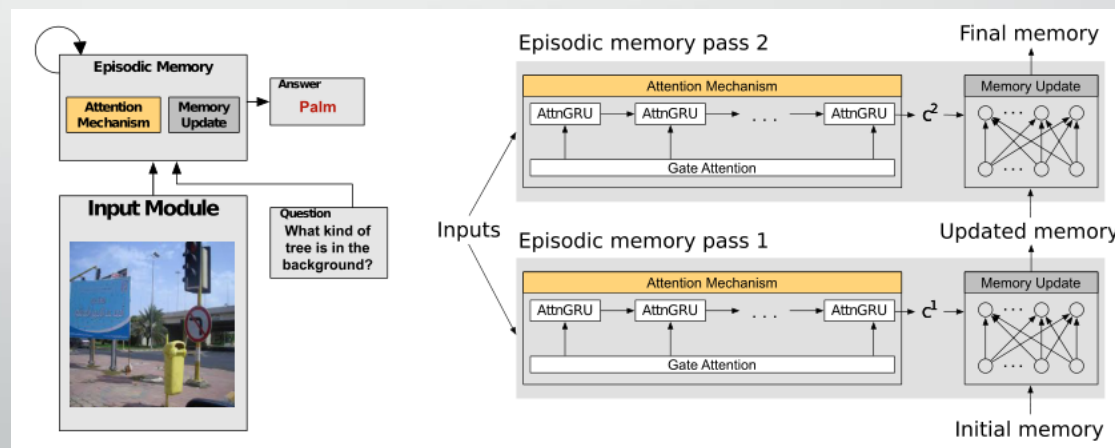 Episodic Memory
Attention
Mechanism
Memory
Update
Answer
Palm
Input Module
Question
What kind of
tree is in the
background?
Inputs
Final memory
Episodic memory pass 2
Attention Mechanism
AttnGRU
AttnGRU
. . .
AttnGRU
Gate Attention
c²
Memory Update
...
...
Updated memory
Episodic memory pass 1
Attention Mechanism
AttnGRU
AttnGRU
. . .
AttnGRU
Gate Attention
c¹
Memory Update
...
...
Initial memory